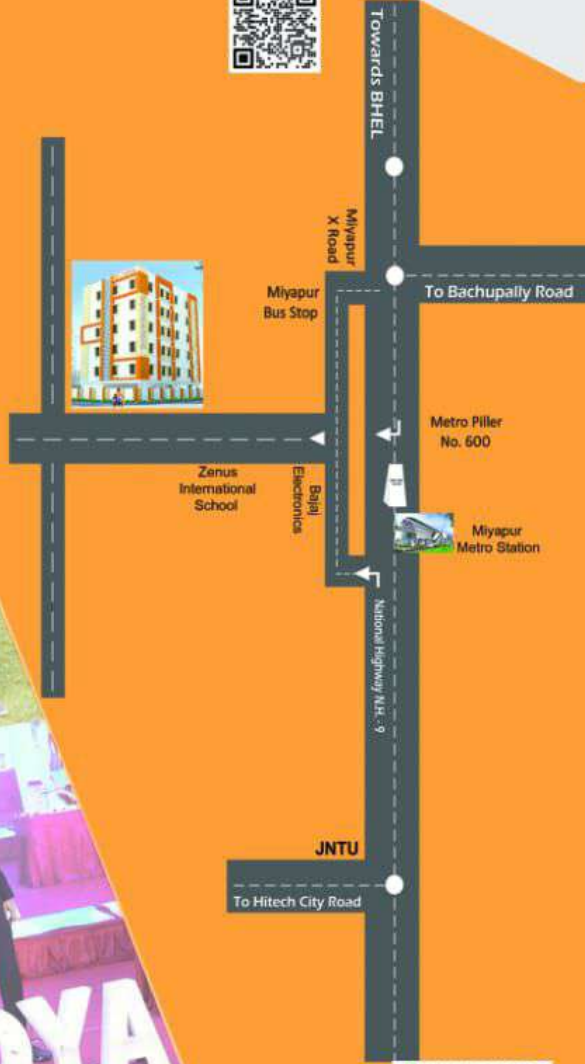 Towards BHEL
Miyapur
X Road
Miyapur
Bus Stop
To Bachupally Road
Metro Piller
No. 600
Zenus
International
School
Bajaj
Electronics
Miyapur
Metro Station
National Highway N.H. - 9
JNTU
To Hitech City Road
DYA